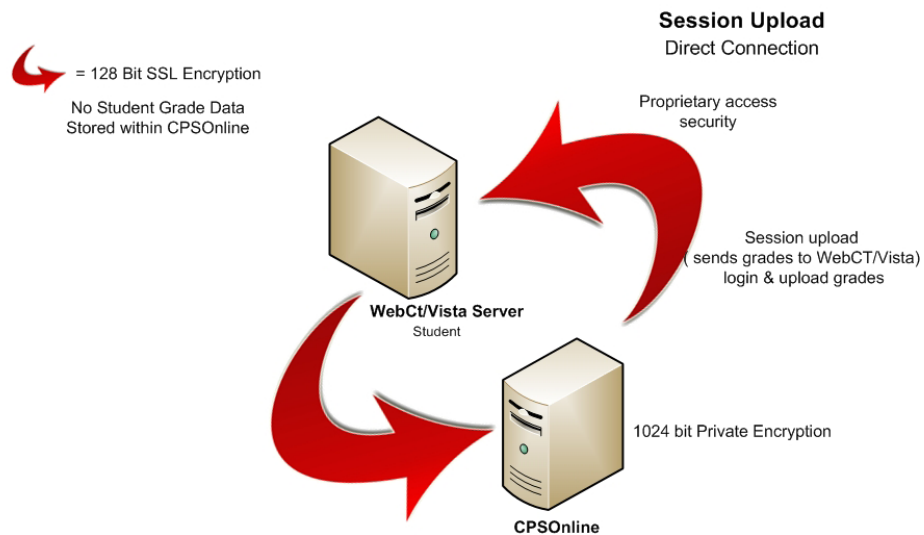 Session Upload
Direct Connection
= 128 Bit SSL Encryption
No Student Grade Data
Stored within CPSOnline
Proprietary access
security
Session upload
( sends grades to WebCT/Vista)
login & upload grades
WebCt/Vista Server
Student
1024 bit Private Encryption
CPSOnline